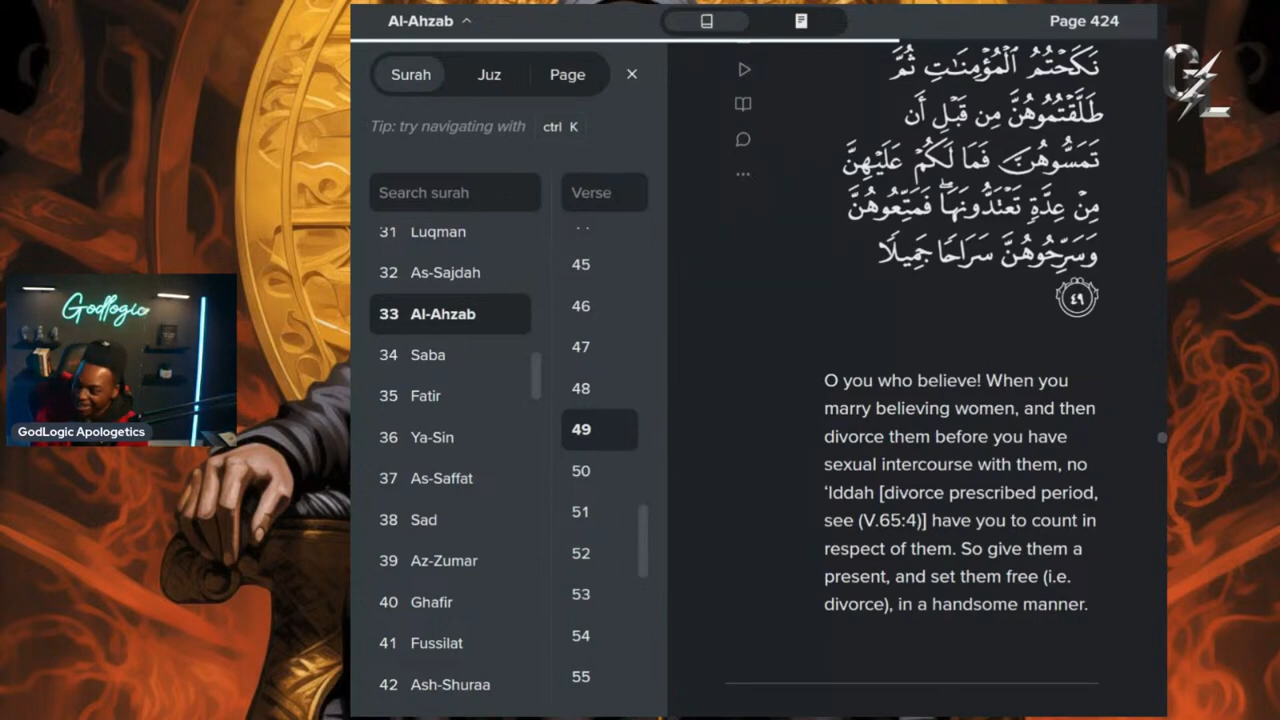 Al-Ahzab
Page 424
Surah
Juz
Page
Tip: try navigating with ctrl K
Search surah
Verse
31 Luqman
32 As-Sajdah
33 Al-Ahzab
34 Saba
35 Fatir
36 Ya-Sin
37 As-Saffat
38 Sad
39 Az-Zumar
40 Ghafir
41 Fussilat
42 Ash-Shuraa
45
46
47
48
49
50
51
52
53
54
55
نَكَحْتُمُ ٱلْمُؤْمِنَـٰتِ ثُمَّ
طَلَّقْتُمُوهُنَّ مِن قَبْلِ أَن
تَمَسُّوهُنَّ فَمَا لَكُمْ عَلَيْهِنَّ
مِنْ عِدَّةٍ تَعْتَدُّونَهَا ۖ فَمَتِّعُوهُنَّ
وَسَرِّحُوهُنَّ سَرَاحًا جَمِيلًا
٤٩
O you who believe! When you
marry believing women, and then
divorce them before you have
sexual intercourse with them, no
‘Iddah [divorce prescribed period,
see (V.65:4)] have you to count in
respect of them. So give them a
present, and set them free (i.e.
divorce), in a handsome manner.
Godlogic
GodLogic Apologetics
GL